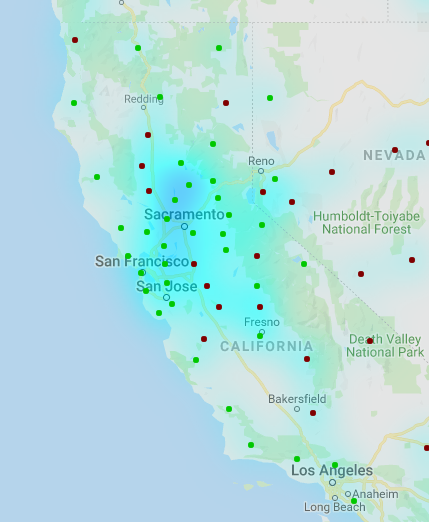 Redding
Reno
NEVADA
Sacramento
Humboldt-Toiyabe
National Forest
San Francisco
San Jose
Fresno
CALIFORNIA
Death Valley
National Park
Bakersfield
Los Angeles
Anaheim
Long Beach